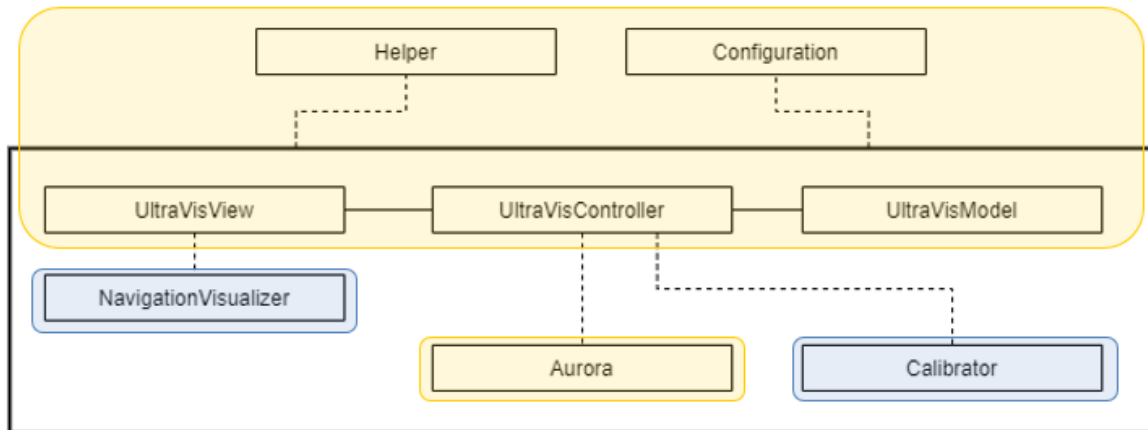 Helper
Configuration
UltraVisView
UltraVisController
UltraVisModel
NavigationVisualizer
Aurora
Calibrator